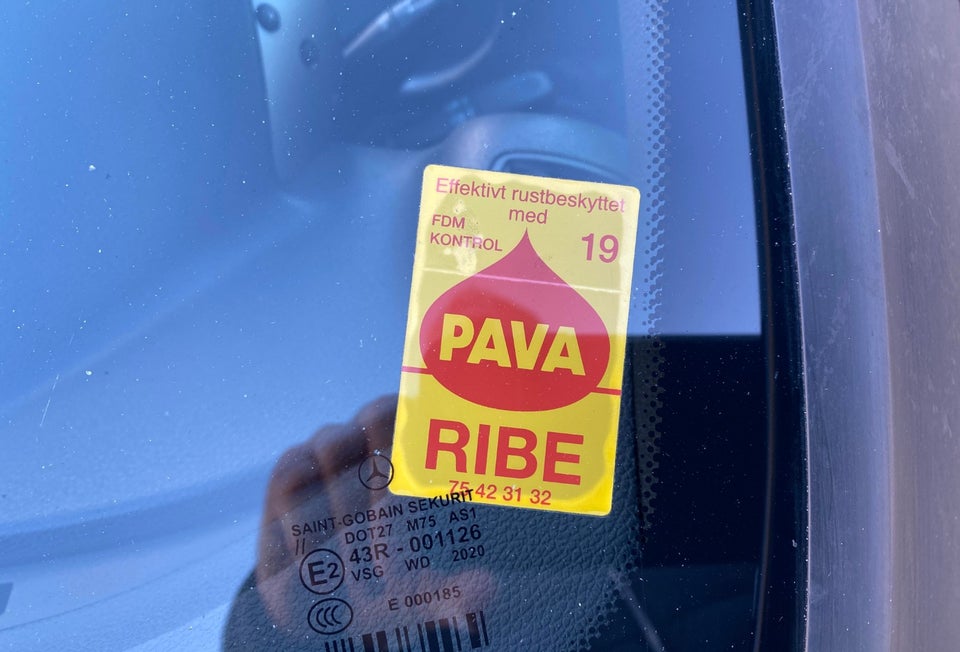 Effektivt rustbeskyttet
med
FDM
KONTROL
19
PAVA
RIBE
75 42 31 32
SAINT-GOBAIN SEKURIT
// DOT27 M75 AS1
43R - 001126
E2
VSG WD 2020
CCC
E 000185